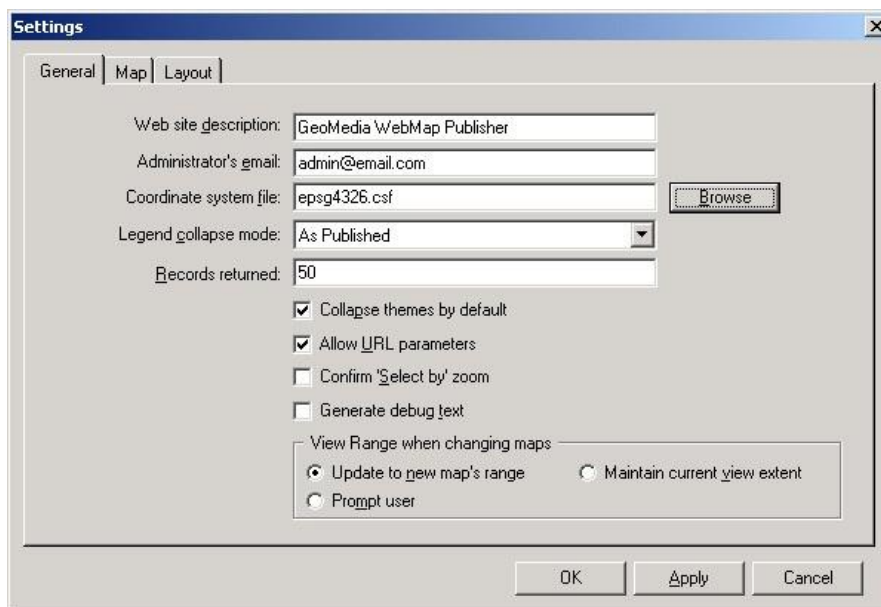 Settings
General Map Layout
Web site description: GeoMedia WebMap Publisher
Administrator's email: admin@email.com
Coordinate system file: epsg4326.csf Browse
Legend collapse mode: As Published
Records returned: 50
Collapse themes by default
Allow URL parameters
Confirm 'Select by' zoom
Generate debug text
View Range when changing maps
Update to new map's range Maintain current view extent
Prompt user
OK Apply Cancel